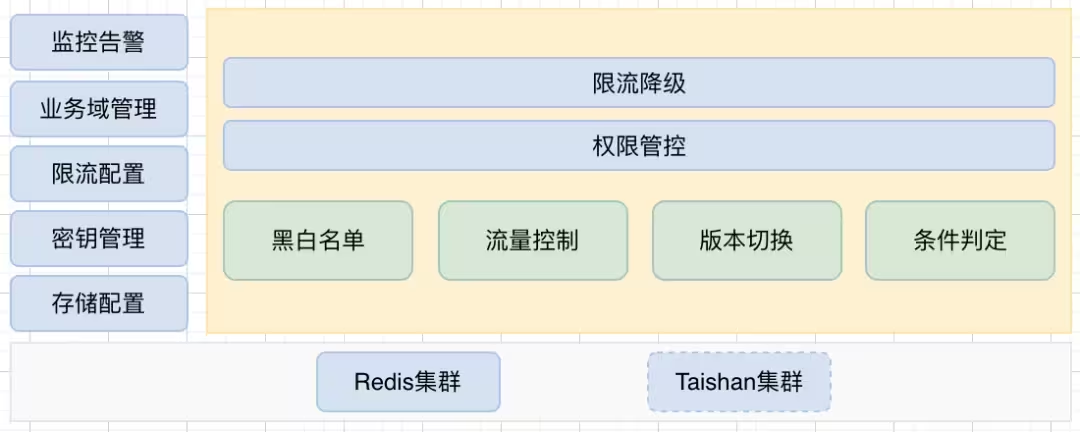 监控告警
业务域管理
限流配置
密钥管理
存储配置
限流降级
权限管控
黑白名单
流量控制
版本切换
条件判定
Redis集群
Taishan集群